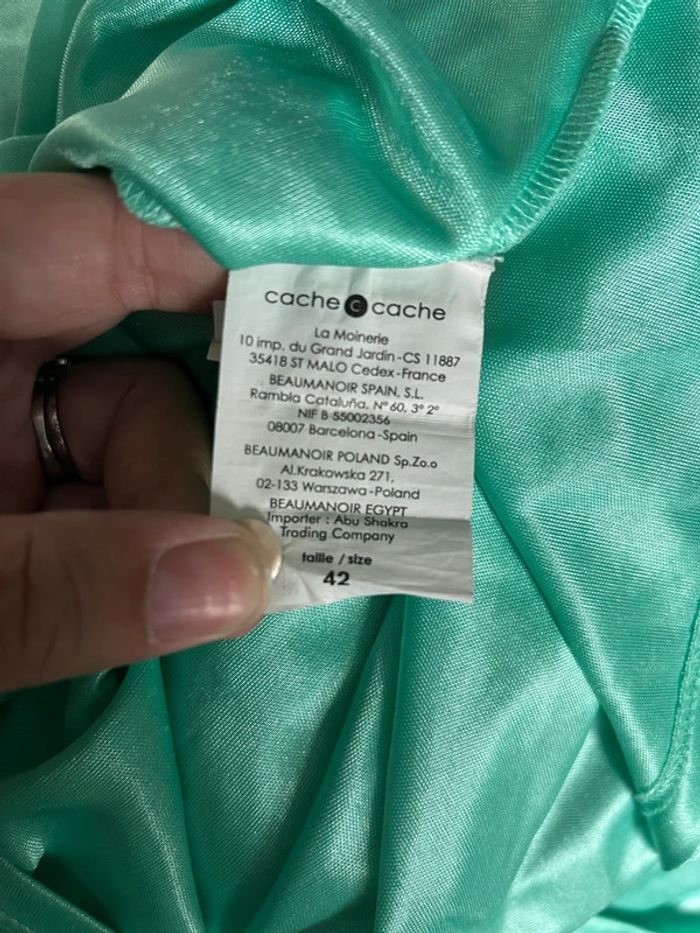 cache c cache
La Moinerie
10 imp. du Grand Jardin-CS 11887
35418 ST MALO Cedex-France
BEAUMANOIR SPAIN, S.L.
Rambla Cataluña, Nº 60, 3º 2º
NIF B 55002356
08007 Barcelona-Spain
BEAUMANOIR POLAND Sp.Zo.o
Al.Krakowska 271,
02-133 Warszawa-Poland
BEAUMANOIR EGYPT
Importer : Abu Shakra
Trading Company
taille / size
42